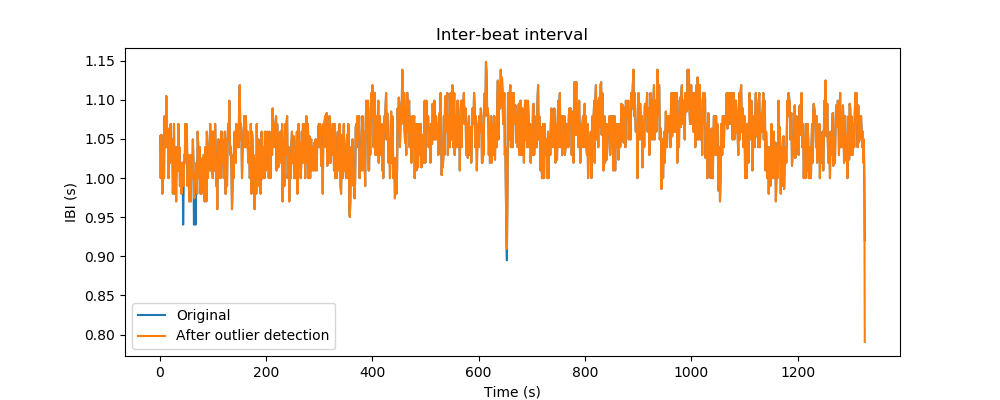 Inter-beat interval
1.15
1.10
1.05
1.00
0.95
0.90
0.85
0.80
IBI (s)
Original
After outlier detection
0 200 400 600 800 1000 1200
Time (s)